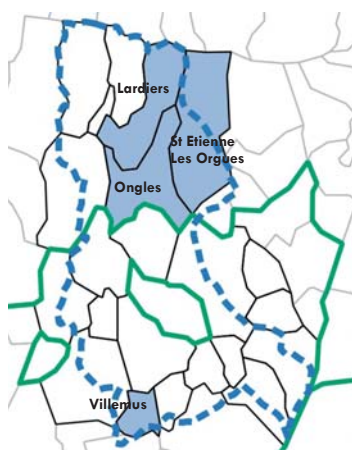 Lardiers
St Etienne
Les Orgues
Ongles
Villemus